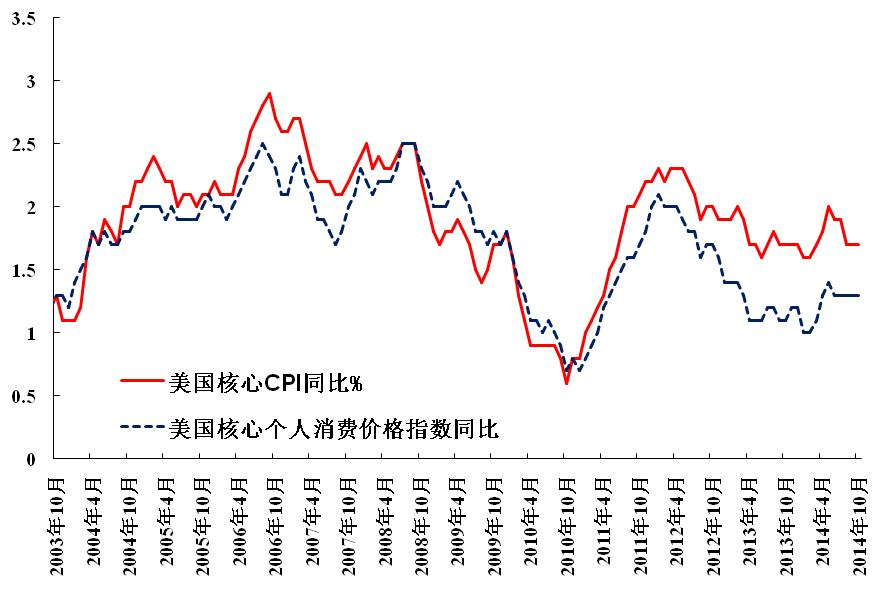 3.5
3
2.5
2
1.5
1
0.5
0
美国核心CPI同比%
美国核心个人消费价格指数同比
2003年10月
2004年4月
2004年10月
2005年4月
2005年10月
2006年4月
2006年10月
2007年4月
2007年10月
2008年4月
2008年10月
2009年4月
2009年10月
2010年4月
2010年10月
2011年4月
2011年10月
2012年4月
2012年10月
2013年4月
2013年10月
2014年4月
2014年10月